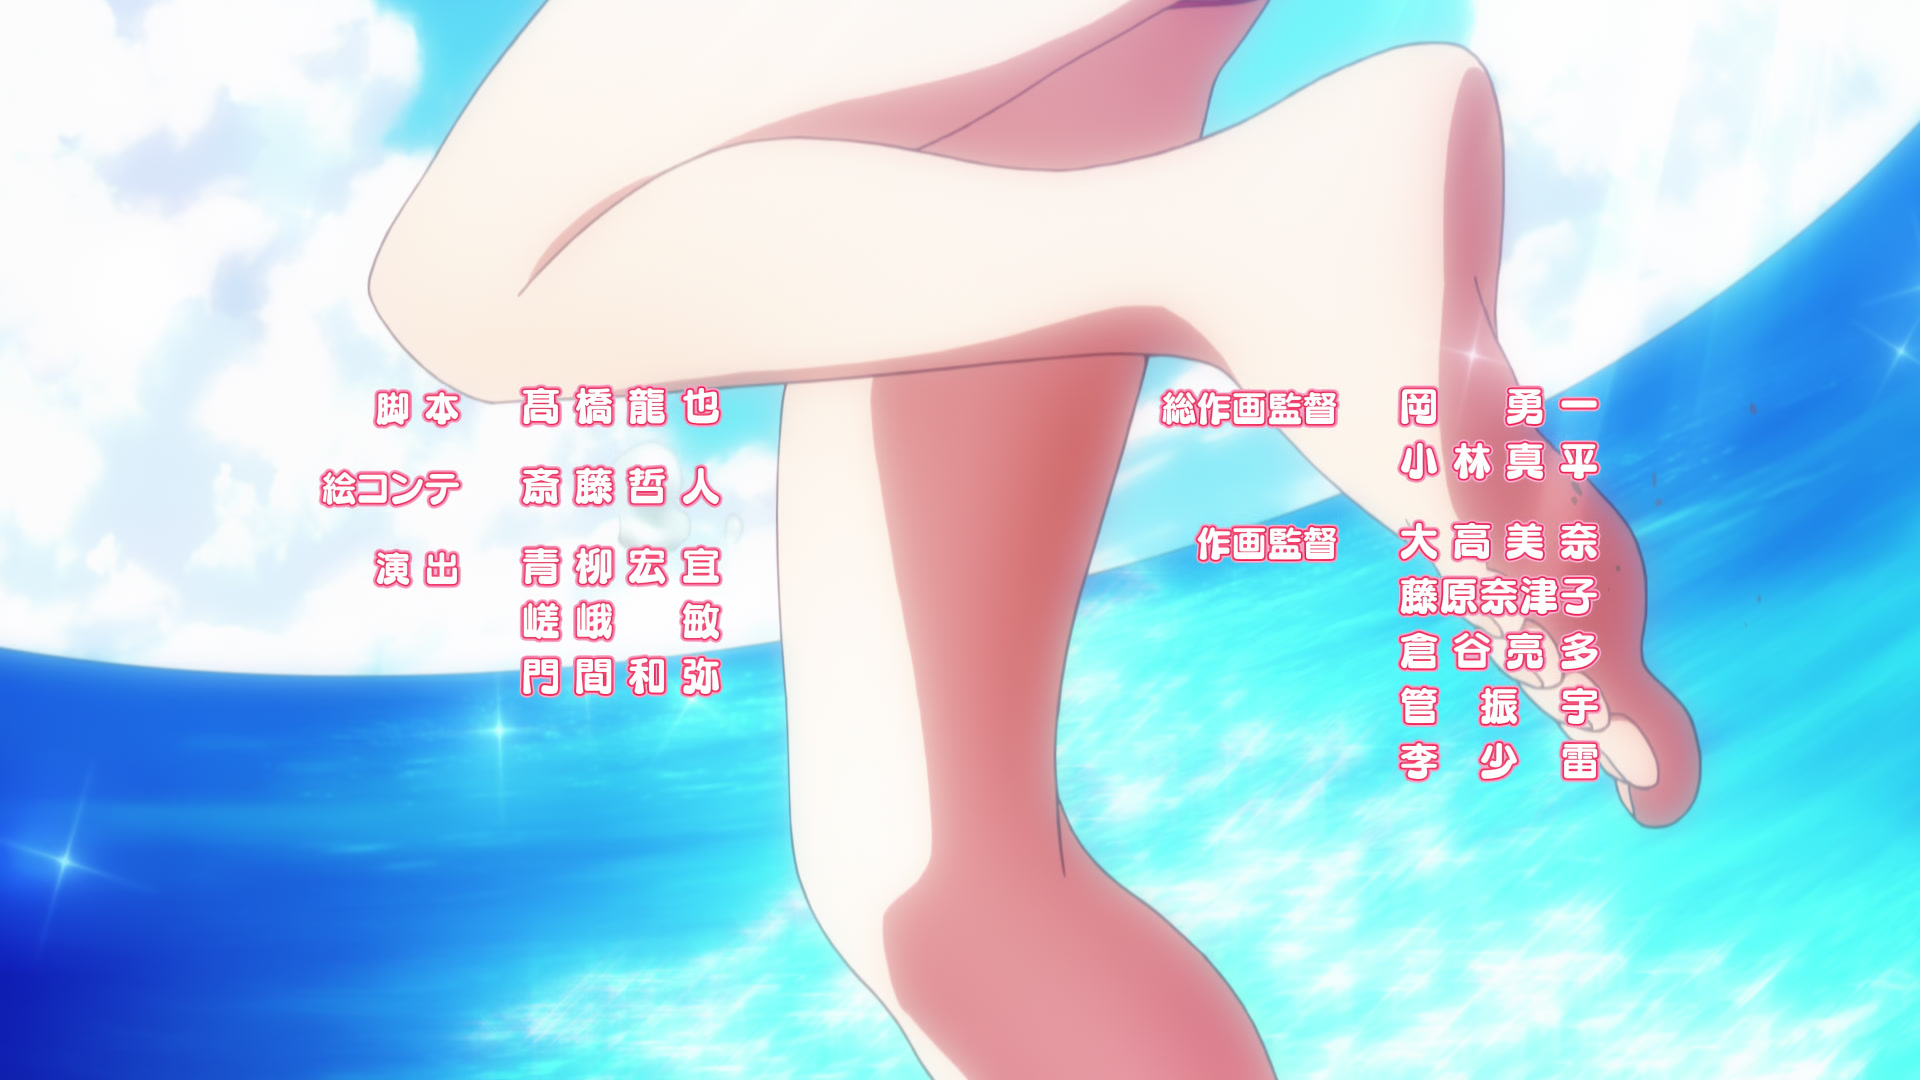 脚本 髙橋龍也
絵コンテ 斎藤哲人
演出 青柳宏宜
嵯峨敏
門間和弥
総作画監督 岡勇一
小林真平
作画監督 大高美奈
藤原奈津子
倉谷亮多
管振宇
李少雷